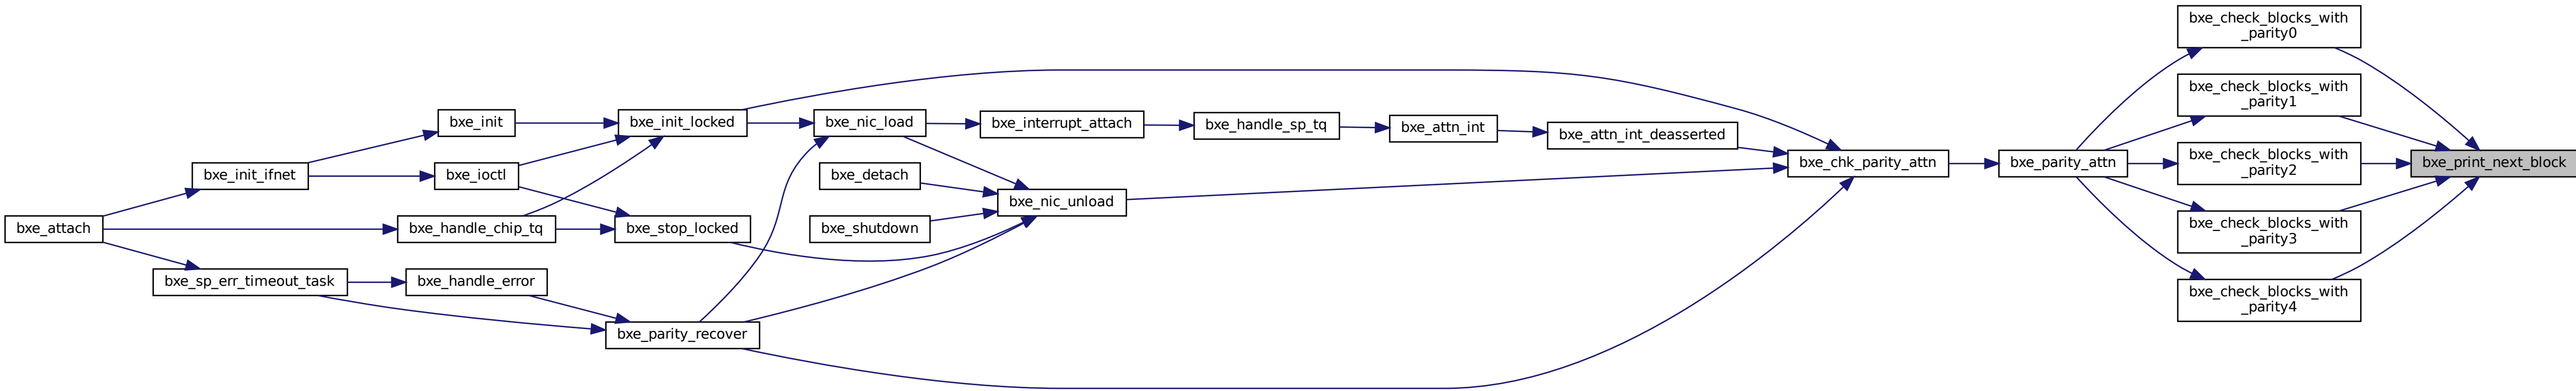 bxe_attach
bxe_init_ifnet
bxe_sp_err_timeout_task
bxe_init
bxe_ioctl
bxe_handle_chip_tq
bxe_handle_error
bxe_init_locked
bxe_stop_locked
bxe_parity_recover
bxe_nic_load
bxe_detach
bxe_shutdown
bxe_interrupt_attach
bxe_nic_unload
bxe_handle_sp_tq
bxe_attn_int
bxe_attn_int_deasserted
bxe_chk_parity_attn
bxe_parity_attn
bxe_check_blocks_with
_parity0
bxe_check_blocks_with
_parity1
bxe_check_blocks_with
_parity2
bxe_check_blocks_with
_parity3
bxe_check_blocks_with
_parity4
bxe_print_next_block